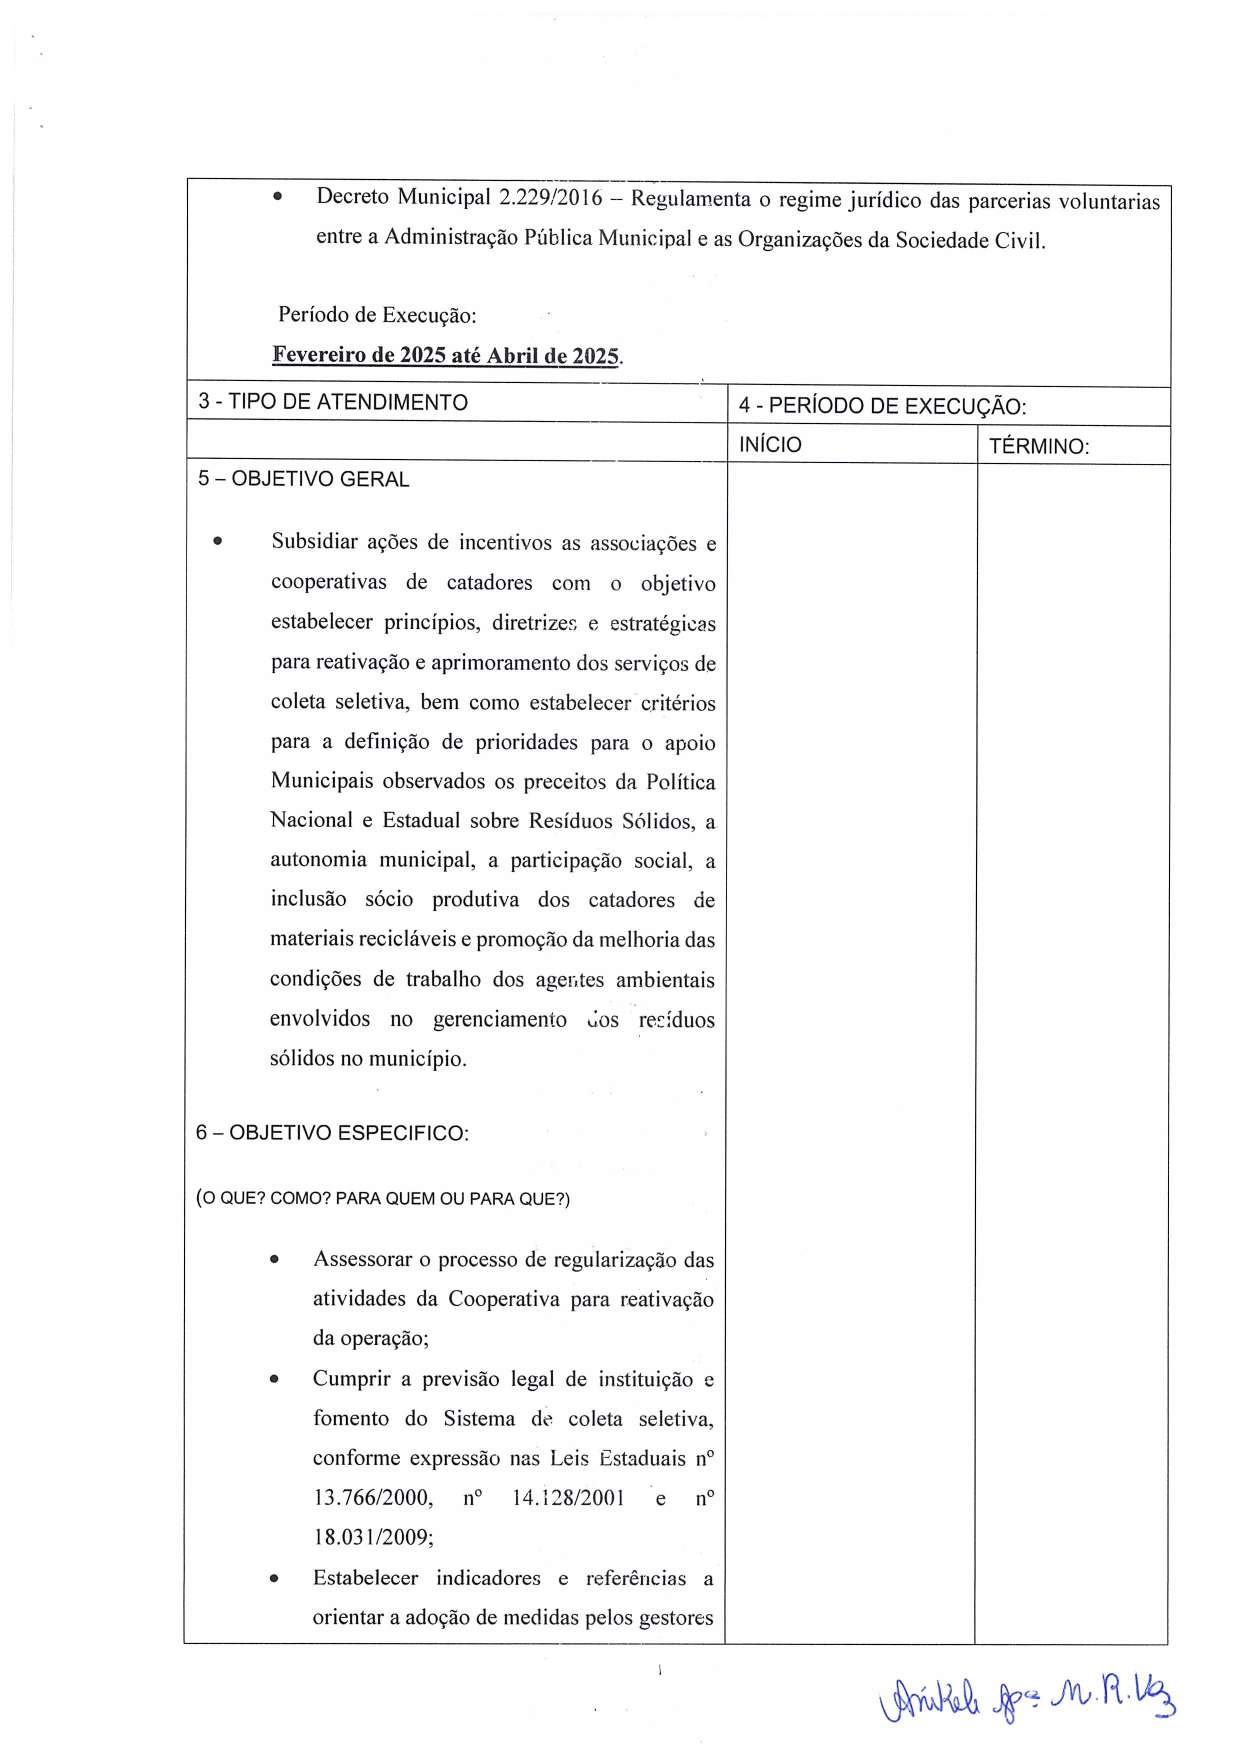 • Decreto Municipal 2.229/2016 – Regulamenta o regime jurídico das parcerias voluntarias
entre a Administração Pública Municipal e as Organizações da Sociedade Civil.
Período de Execução:
Fevereiro de 2025 até Abril de 2025.
3 - TIPO DE ATENDIMENTO
4 - PERÍODO DE EXECUÇÃO:
INÍCIO
TÉRMINO:
5 – OBJETIVO GERAL
• Subsidiar ações de incentivos as associações e
cooperativas de catadores com o objetivo
estabelecer princípios, diretrizes e estratégicas
para reativação e aprimoramento dos serviços de
coleta seletiva, bem como estabelecer critérios
para a definição de prioridades para o apoio
Municipais observados os preceitos da Política
Nacional e Estadual sobre Resíduos Sólidos, a
autonomia municipal, a participação social, a
inclusão sócio produtiva dos catadores de
materiais recicláveis e promoção da melhoria das
condições de trabalho dos agentes ambientais
envolvidos no gerenciamento dos resíduos
sólidos no município.
6 – OBJETIVO ESPECIFICO:
(O QUE? COMO? PARA QUEM OU PARA QUE?)
• Assessorar o processo de regularização das
atividades da Cooperativa para reativação
da operação;
• Cumprir a previsão legal de instituição e
fomento do Sistema de coleta seletiva,
conforme expressão nas Leis Estaduais nº
13.766/2000, nº 14.128/2001 e nº
18.031/2009;
• Estabelecer indicadores e referências a
orientar a adoção de medidas pelos gestores
M. R. Vaz